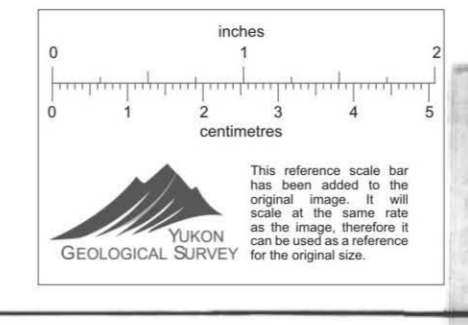 inches
0 1 2
0 1 2 3 4 5
centimetres
This reference scale bar
has been added to the
original image. It will
scale at the same rate
as the image, therefore it
can be used as a reference
for the original size.
YUKON
GEOLOGICAL SURVEY